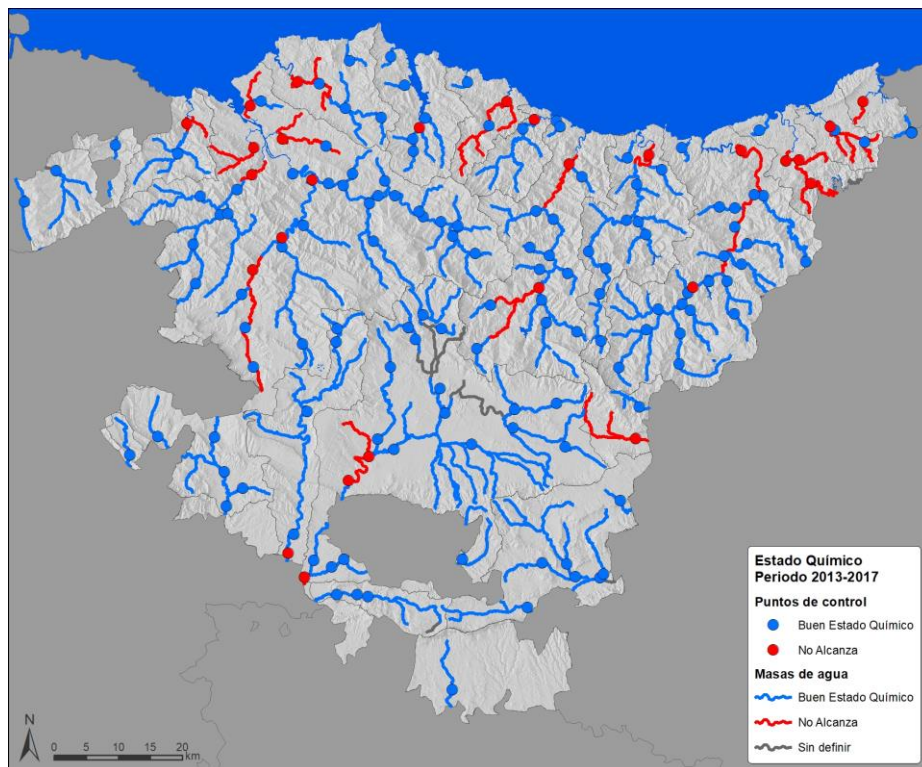 Estado Químico
Periodo 2013-2017
Puntos de control
Buen Estado Químico
No Alcanza
Masas de agua
Buen Estado Químico
No Alcanza
Sin definir
N
0 5 10 15 20
km